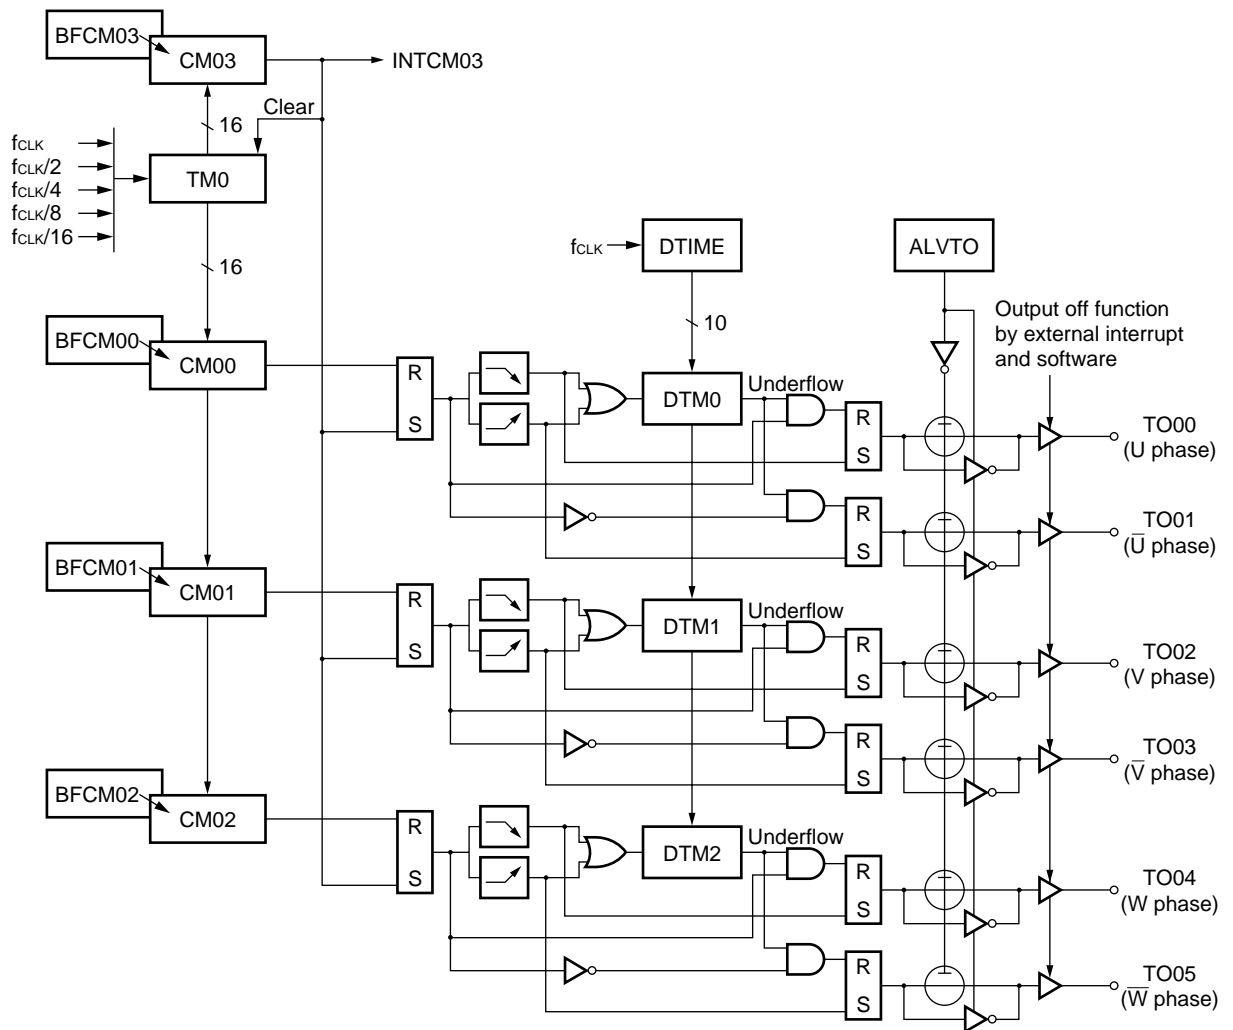 BFCM03
CM03
INTCM03
Clear
16
fCLK
fCLK/2
fCLK/4
fCLK/8
fCLK/16
TM0
16
fCLK
DTIME
ALVTO
10
Output off function
by external interrupt
and software
BFCM00
CM00
R
S
DTM0
Underflow
R
S
TO00
(U phase)
R
S
TO01
(U̅ phase)
BFCM01
CM01
R
S
DTM1
Underflow
R
S
TO02
(V phase)
R
S
TO03
(V̅ phase)
BFCM02
CM02
R
S
DTM2
Underflow
R
S
TO04
(W phase)
R
S
TO05
(W̅ phase)